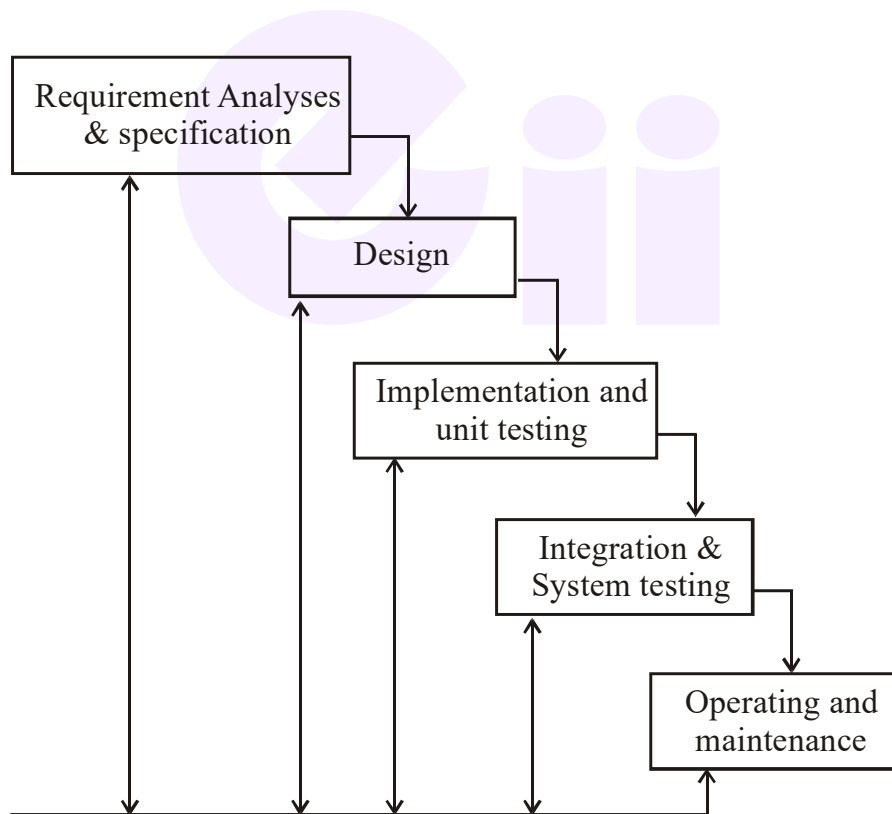 Requirement Analyses
& specification
Design
Implementation and
unit testing
Integration &
System testing
Operating and
maintenance